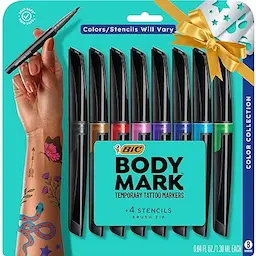 Colors/Stencils Will Vary
BIC
BODY
MARK
TEMPORARY TATTOO MARKERS
+4 STENCILS
BRUSH TIP
COLOR COLLECTION
8
0.04 FL OZ/1.30 ML EACH